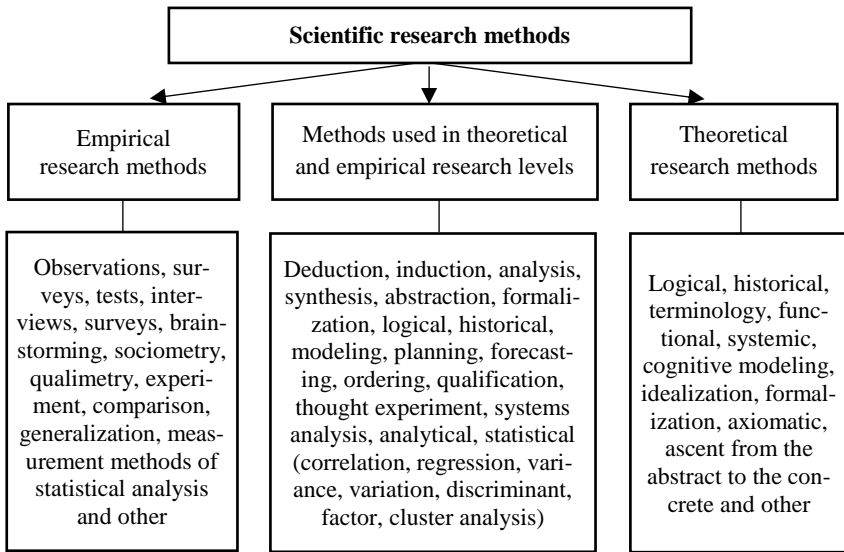 Scientific research methods
Empirical
research methods
Methods used in theoretical
and empirical research levels
Theoretical
research methods
Observations, sur-
veys, tests, inter-
views, surveys, brain-
storming, sociometry,
qualimetry, experi-
ment, comparison,
generalization, meas-
urement methods of
statistical analysis
and other
Deduction, induction, analysis,
synthesis, abstraction, formali-
zation, logical, historical,
modeling, planning, forecast-
ing, ordering, qualification,
thought experiment, systems
analysis, analytical, statistical
(correlation, regression, vari-
ance, variation, discriminant,
factor, cluster analysis)
Logical, historical,
terminology, func-
tional, systemic,
cognitive modeling,
idealization, formal-
ization, axiomatic,
ascent from the
abstract to the con-
crete and other